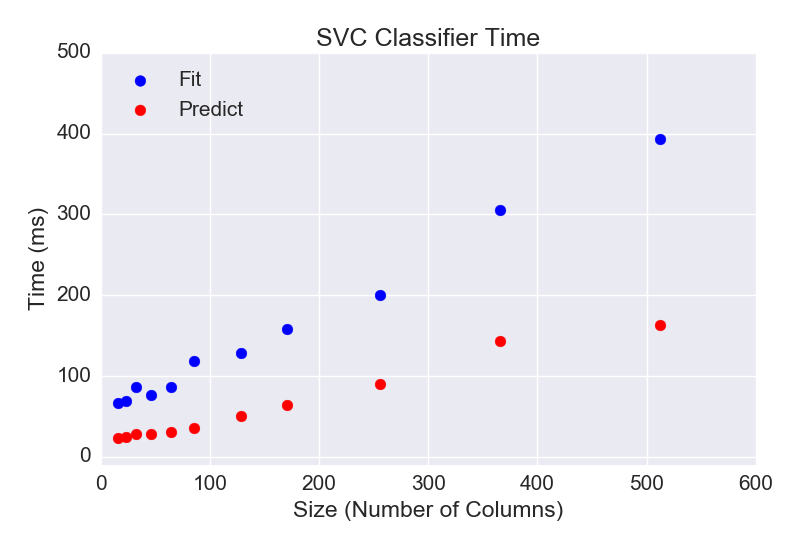 SVC Classifier Time
500
Fit
Predict
400
300
200
100
0
Time (ms)
0 100 200 300 400 500 600
Size (Number of Columns)